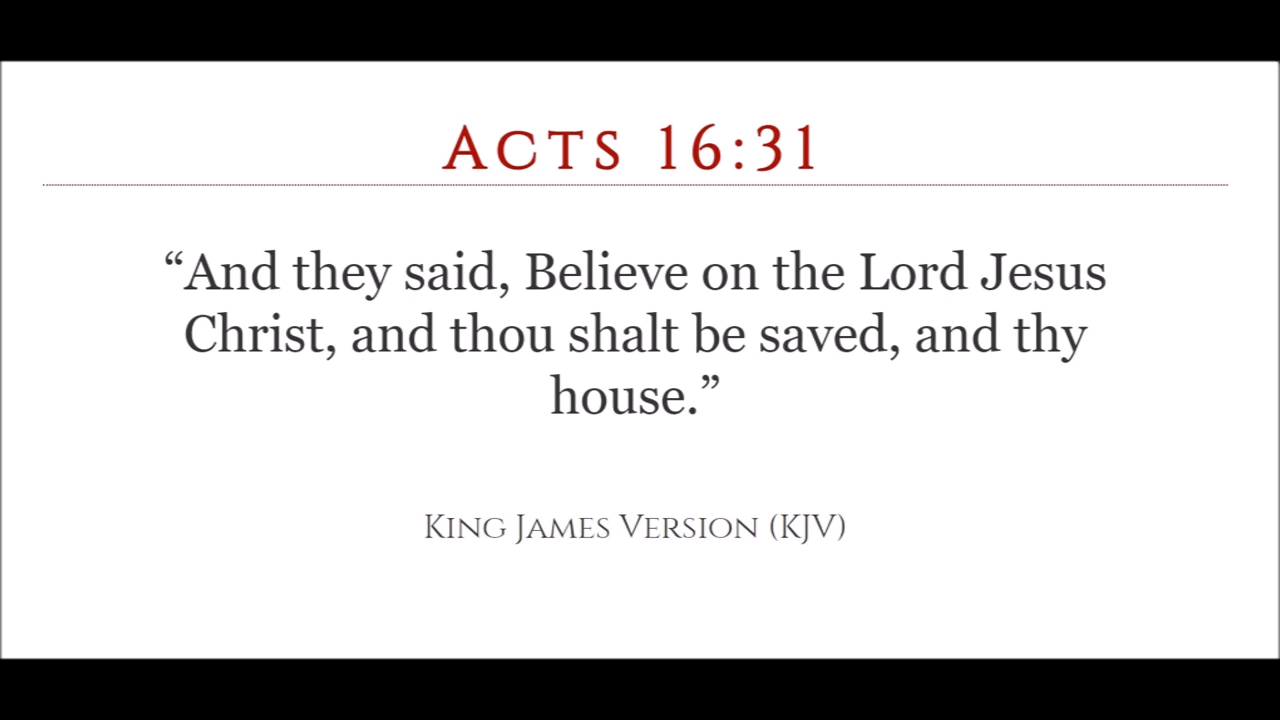 Acts 16:31
“And they said, Believe on the Lord Jesus
Christ, and thou shalt be saved, and thy
house.”
King James Version (KJV)